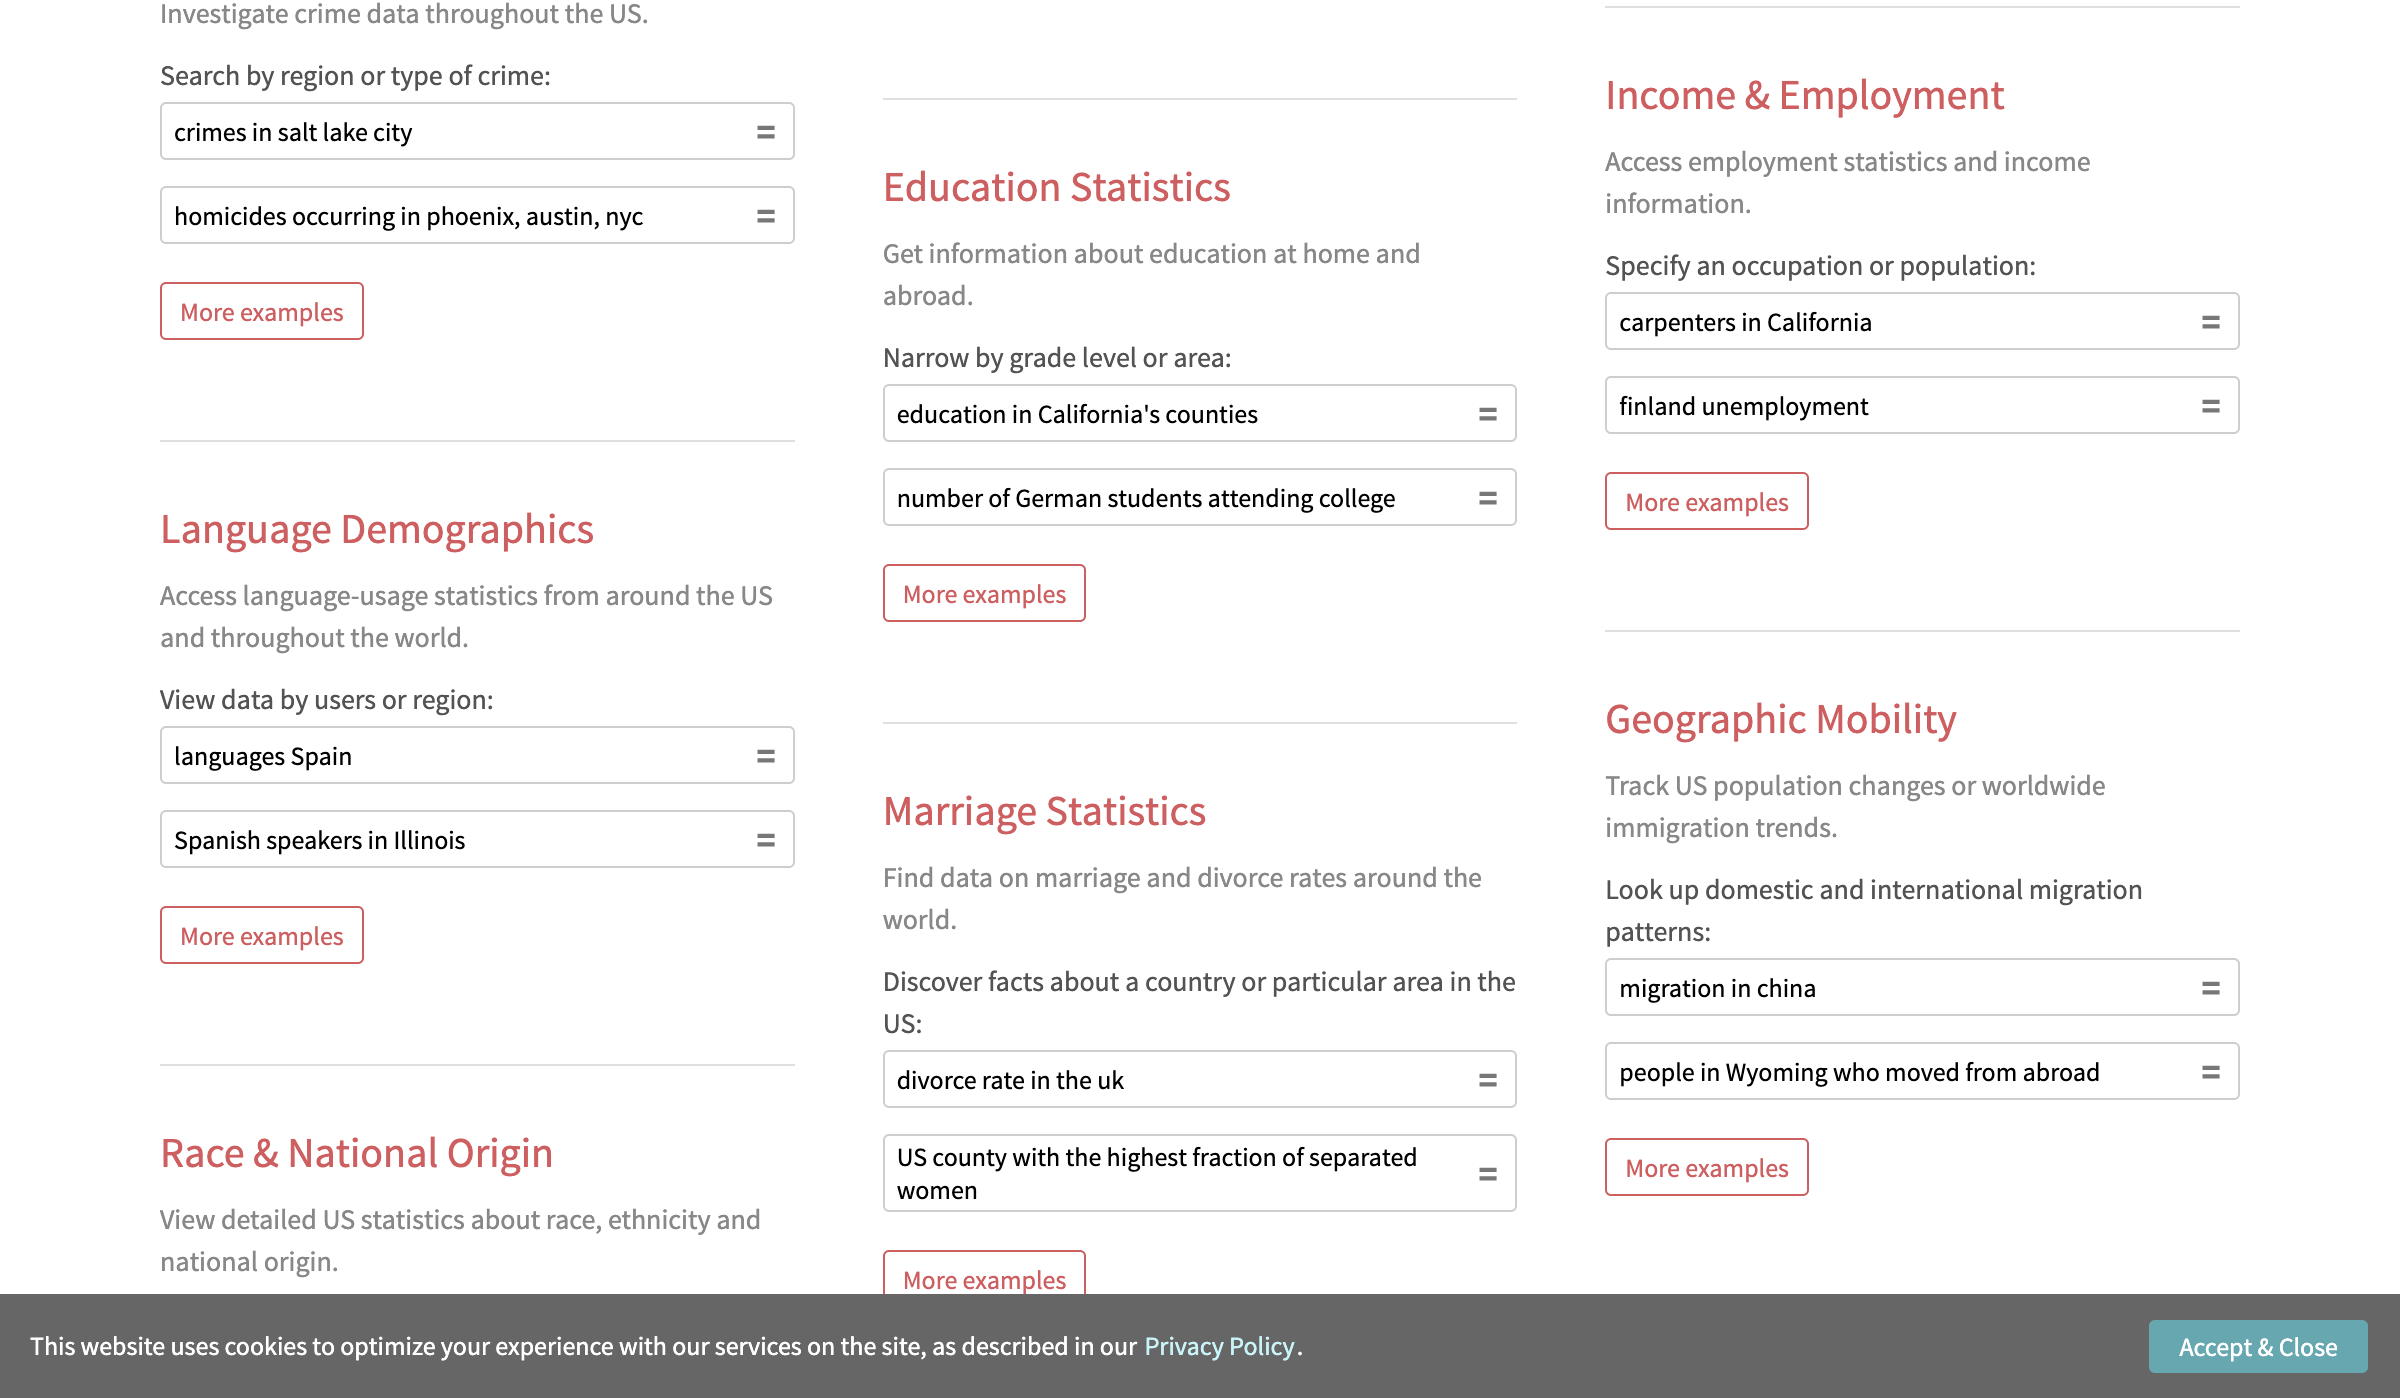 Investigate crime data throughout the US.
Search by region or type of crime:
crimes in salt lake city
homicides occurring in phoenix, austin, nyc
More examples
Language Demographics
Access language-usage statistics from around the US
and throughout the world.
View data by users or region:
languages Spain
Spanish speakers in Illinois
More examples
Race & National Origin
View detailed US statistics about race, ethnicity and
national origin.
Education Statistics
Get information about education at home and
abroad.
Narrow by grade level or area:
education in California's counties
number of German students attending college
More examples
Marriage Statistics
Find data on marriage and divorce rates around the
world.
Discover facts about a country or particular area in the
US:
divorce rate in the uk
US county with the highest fraction of separated
women
More examples
Income & Employment
Access employment statistics and income
information.
Specify an occupation or population:
carpenters in California
finland unemployment
More examples
Geographic Mobility
Track US population changes or worldwide
immigration trends.
Look up domestic and international migration
patterns:
migration in china
people in Wyoming who moved from abroad
More examples
This website uses cookies to optimize your experience with our services on the site, as described in our Privacy Policy.
Accept & Close